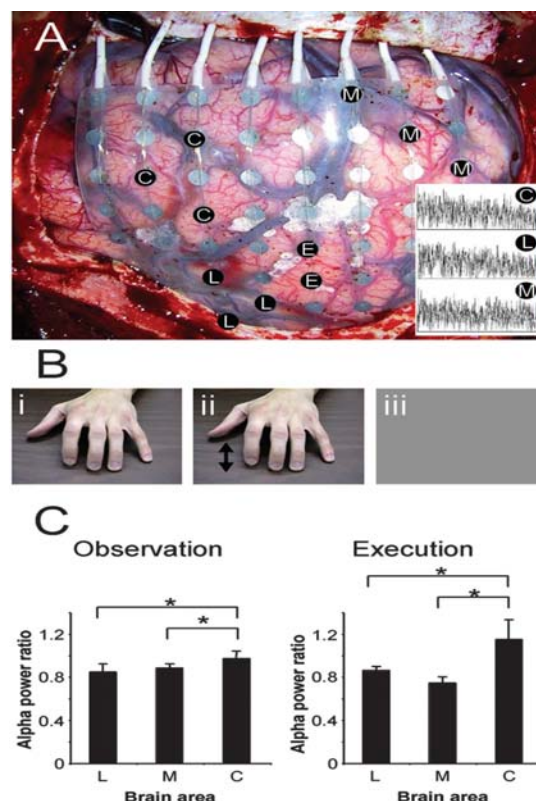 A
M
C
M
M
C
C
E
E
L
L
L
C
L
M
B
i
ii
iii
C
Observation
Execution
*
*
*
*
Alpha power ratio
1.2
0.8
0.4
0
L M C
Brain area
Alpha power ratio
1.2
0.8
0.4
0
L M C
Brain area